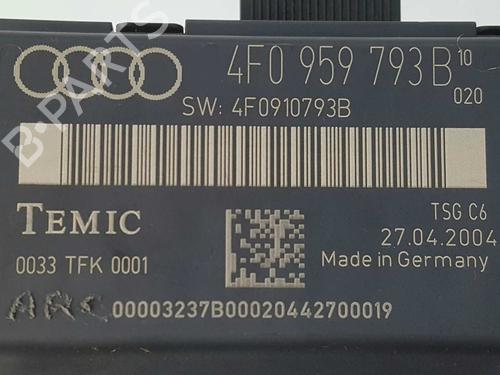 4F0 959 793B 10
020
SW: 4F0910793B
TEMIC
TSG C6
27.04.2004
0033 TFK 0001
Made in Germany
ARC 00003237B00020442700019
B-PARTS